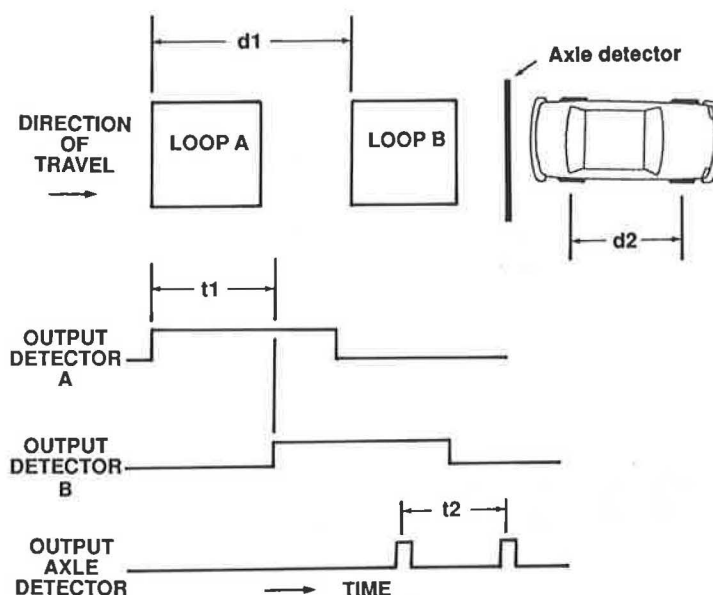 d1
Axle detector
DIRECTION
OF
TRAVEL
LOOP A
LOOP B
d2
t1
OUTPUT
DETECTOR
A
OUTPUT
DETECTOR
B
t2
OUTPUT
AXLE
DETECTOR
TIME